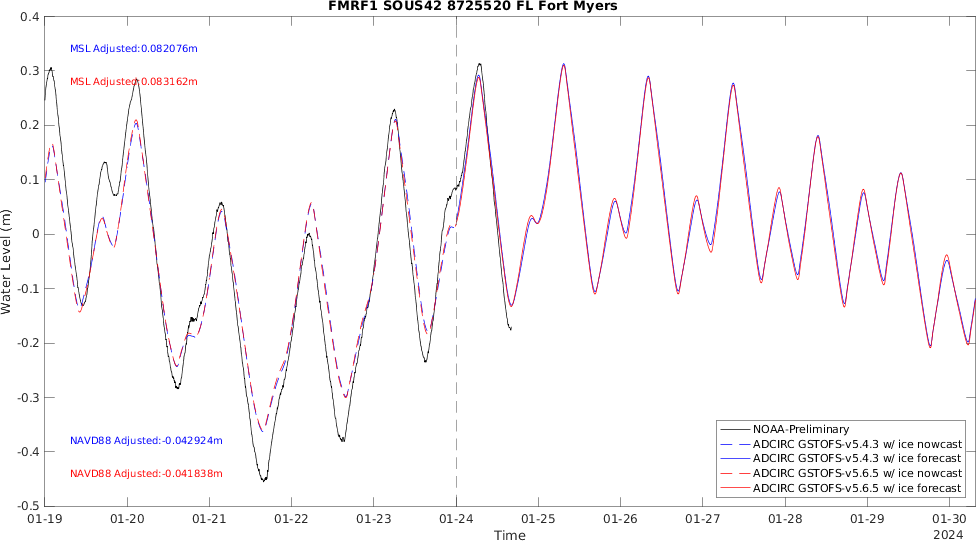 FMRF1 SOUS42 8725520 FL Fort Myers
0.4
0.3
0.2
0.1
0
-0.1
-0.2
-0.3
-0.4
-0.5
Water Level (m)
MSL Adjusted:0.082076m
MSL Adjusted:0.083162m
NAVD88 Adjusted:-0.042924m
NAVD88 Adjusted:-0.041838m
NOAA-Preliminary
ADCIRC GSTOFS-v5.4.3 w/ ice nowcast
ADCIRC GSTOFS-v5.4.3 w/ ice forecast
ADCIRC GSTOFS-v5.6.5 w/ ice nowcast
ADCIRC GSTOFS-v5.6.5 w/ ice forecast
01-19 01-20 01-21 01-22 01-23 01-24 01-25 01-26 01-27 01-28 01-29 01-30
Time
2024